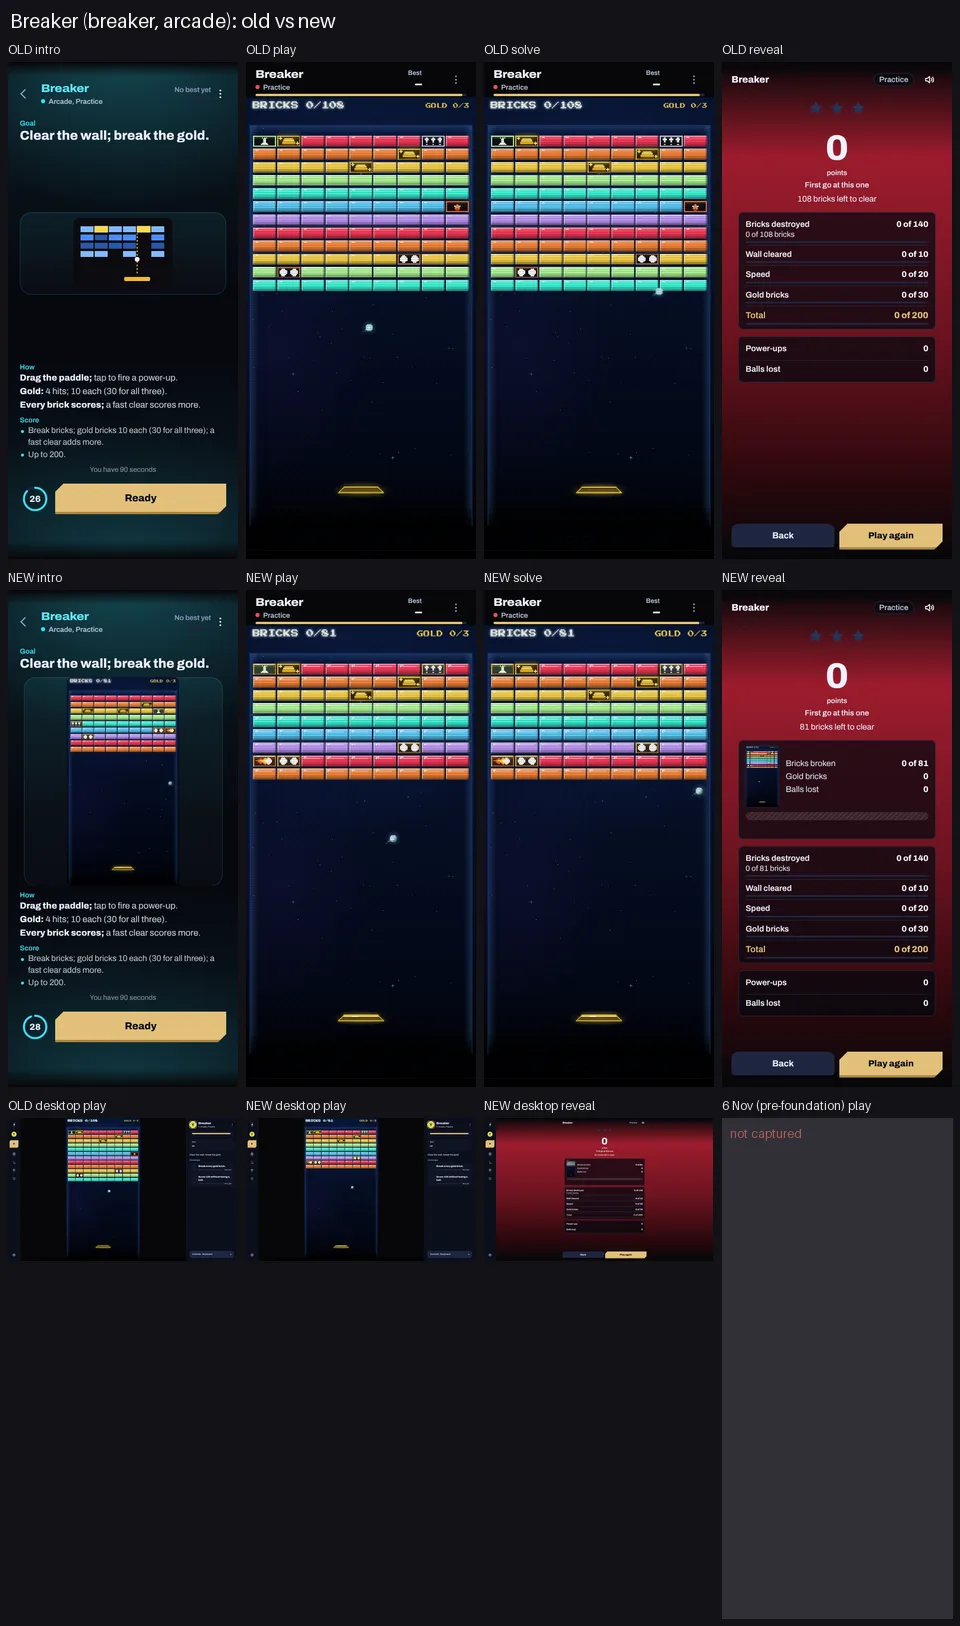 Breaker (breaker, arcade): old vs new
OLD intro
OLD play
OLD solve
OLD reveal
Breaker
Arcade, Practice
No best yet
Goal
Clear the wall; break the gold.
How
Drag the paddle; tap to fire a power-up.
Gold: 4 hits; 10 each (30 for all three).
Every brick scores; a fast clear scores more.
Score
Break bricks; gold bricks 10 each (30 for all three); a
fast clear adds more.
Up to 200.
You have 90 seconds
26
Ready
Breaker
Practice
Best
BRICKS 0/108
GOLD 0/3
Breaker
Practice
Best
BRICKS 0/108
GOLD 0/3
Breaker
Practice
0
points
First go at this one
108 bricks left to clear
Bricks destroyed 0 of 140
0 of 108 bricks
Wall cleared 0 of 10
Speed 0 of 20
Gold bricks 0 of 30
Total 0 of 200
Power-ups 0
Balls lost 0
Back
Play again
NEW intro
NEW play
NEW solve
NEW reveal
Breaker
Arcade, Practice
No best yet
Goal
Clear the wall; break the gold.
BRICKS 0/81
GOLD 0/3
How
Drag the paddle; tap to fire a power-up.
Gold: 4 hits; 10 each (30 for all three).
Every brick scores; a fast clear scores more.
Score
Break bricks; gold bricks 10 each (30 for all three); a
fast clear adds more.
Up to 200.
You have 90 seconds
28
Ready
Breaker
Practice
Best
BRICKS 0/81
GOLD 0/3
Breaker
Practice
Best
BRICKS 0/81
GOLD 0/3
Breaker
Practice
0
points
First go at this one
81 bricks left to clear
Bricks broken 0 of 81
Gold bricks 0
Balls lost 0
Bricks destroyed 0 of 140
0 of 81 bricks
Wall cleared 0 of 10
Speed 0 of 20
Gold bricks 0 of 30
Total 0 of 200
Power-ups 0
Balls lost 0
Back
Play again
OLD desktop play
NEW desktop play
NEW desktop reveal
6 Nov (pre-foundation) play
Breaker
Breaker
Breaker
0
Back
Play again
not captured